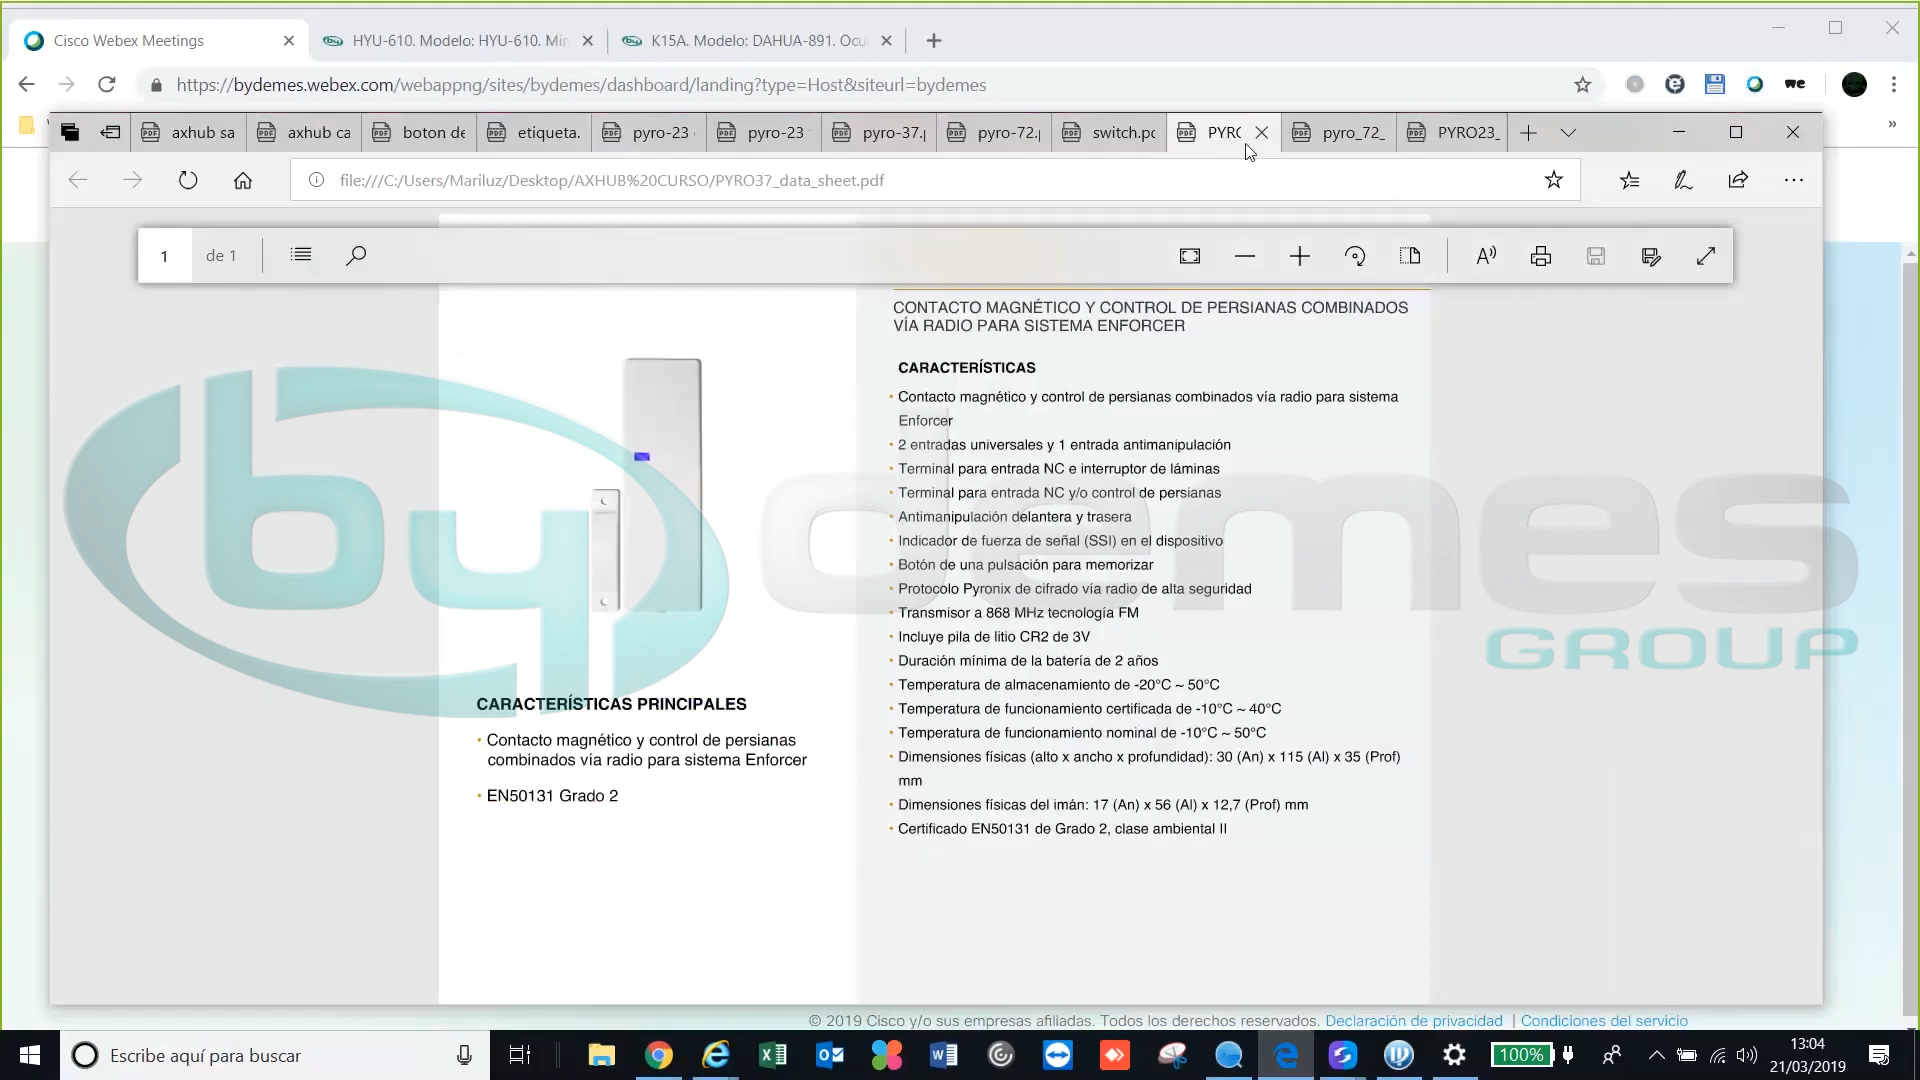 Cisco Webex Meetings
HYU-610. Modelo: HYU-610. Min
K15A. Modelo: DAHUA-891. Ocu
https://bydemes.webex.com/webappng/sites/bydemes/dashboard/landing?type=Host&siteurl=bydemes
axhub sa
axhub ca
boton de
etiqueta.
pyro-23
pyro-23
pyro-37.p
pyro-72.p
switch.pd
PYRO
pyro_72_
PYRO23_
file:///C:/Users/Mariluz/Desktop/AXHUB%20CURSO/PYRO37_data_sheet.pdf
1 de 1
CONTACTO MAGNÉTICO Y CONTROL DE PERSIANAS COMBINADOS
VÍA RADIO PARA SISTEMA ENFORCER
CARACTERÍSTICAS
• Contacto magnético y control de persianas combinados vía radio para sistema
Enforcer
• 2 entradas universales y 1 entrada antimanipulación
• Terminal para entrada NC e interruptor de láminas
• Terminal para entrada NC y/o control de persianas
• Antimanipulación delantera y trasera
• Indicador de fuerza de señal (SSI) en el dispositivo
• Botón de una pulsación para memorizar
• Protocolo Pyronix de cifrado vía radio de alta seguridad
• Transmisor a 868 MHz tecnología FM
• Incluye pila de litio CR2 de 3V
• Duración mínima de la batería de 2 años
• Temperatura de almacenamiento de -20°C ~ 50°C
• Temperatura de funcionamiento certificada de -10°C ~ 40°C
• Temperatura de funcionamiento nominal de -10°C ~ 50°C
• Dimensiones físicas (alto x ancho x profundidad): 30 (An) x 115 (Al) x 35 (Prof)
mm
• Dimensiones físicas del imán: 17 (An) x 56 (Al) x 12,7 (Prof) mm
• Certificado EN50131 de Grado 2, clase ambiental II
CARACTERÍSTICAS PRINCIPALES
• Contacto magnético y control de persianas
combinados vía radio para sistema Enforcer
• EN50131 Grado 2
by demes
GROUP
© 2019 Cisco y/o sus empresas afiliadas. Todos los derechos reservados. Declaración de privacidad | Condiciones del servicio
Escribe aquí para buscar
100%
13:04
21/03/2019